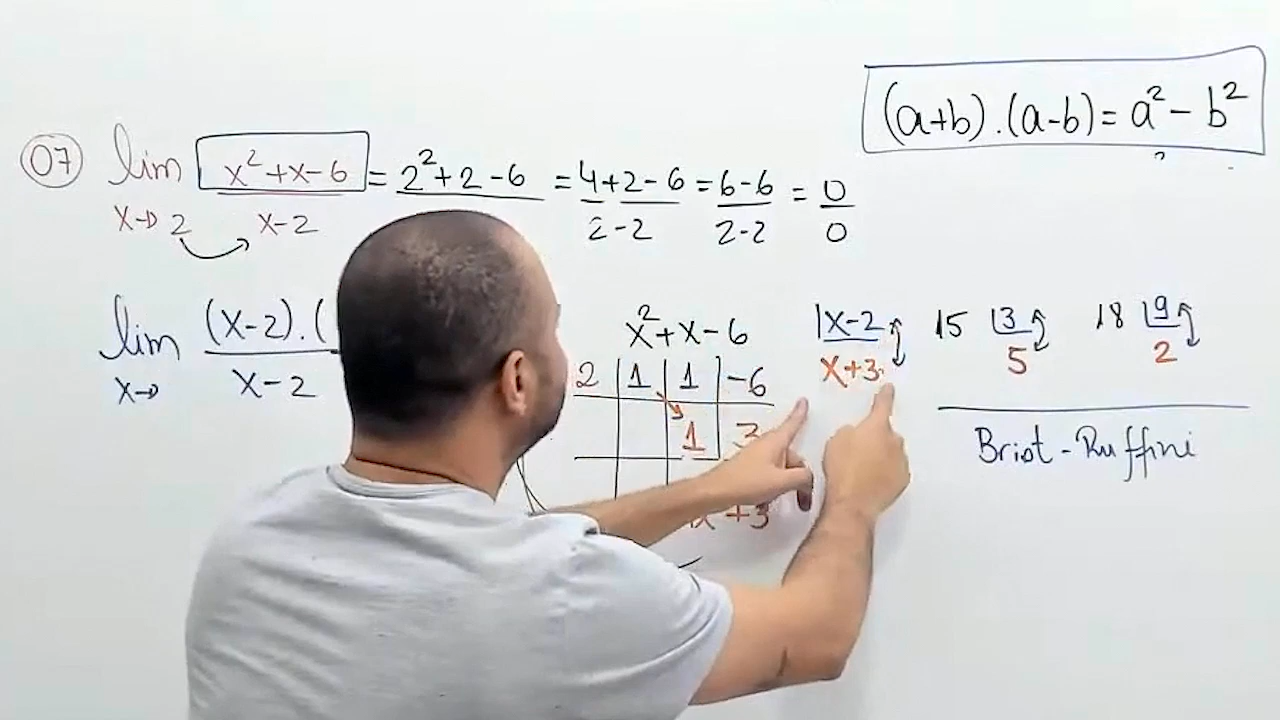 (a+b).(a-b)=a²-b²
07 lim x²+x-6 = 2²+2-6 = 4+2-6 = 6-6 = 0
x→2 x-2 2-2 2-2 0
lim (x-2).(
x→ x-2
x²+x-6 |x-2 15 |3 18 |9
x+3 5 2
2 1 1 -6
1 3
x+3
Briot-Ruffini